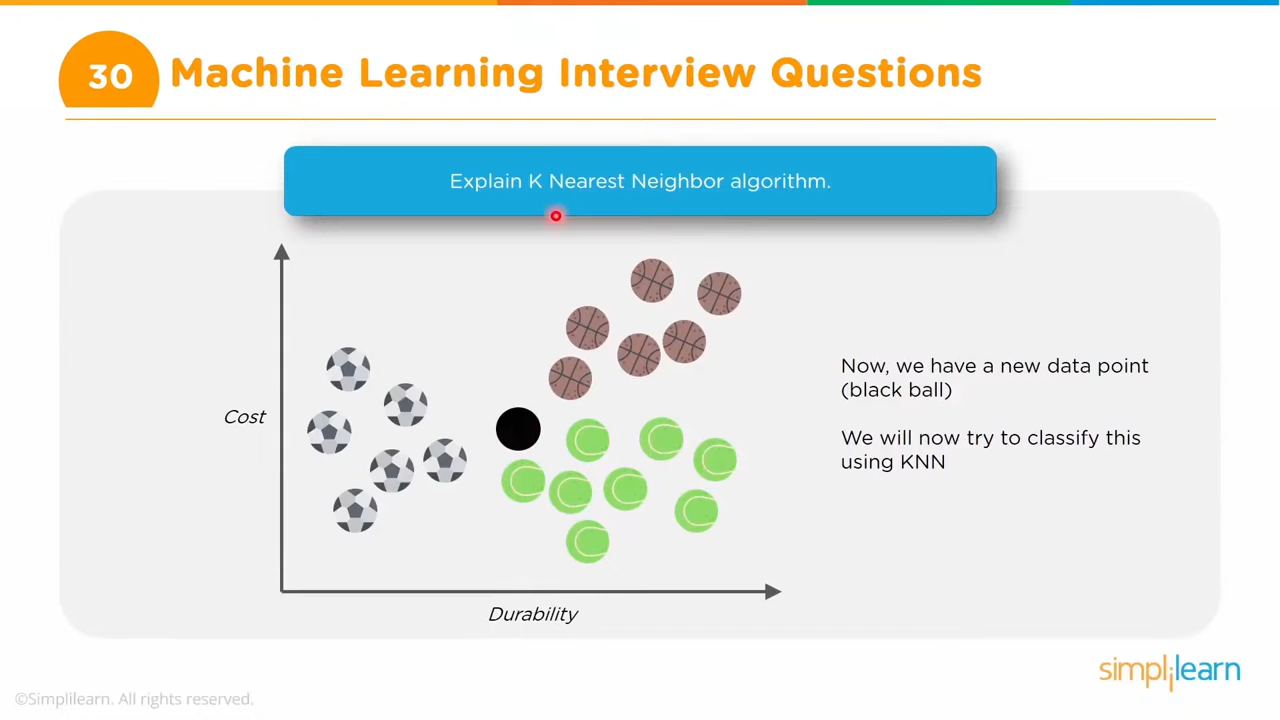 30
Machine Learning Interview Questions
Explain K Nearest Neighbor algorithm.
Cost
Now, we have a new data point
(black ball)
We will now try to classify this
using KNN
Durability
simplilearn
©Simplilearn. All rights reserved.